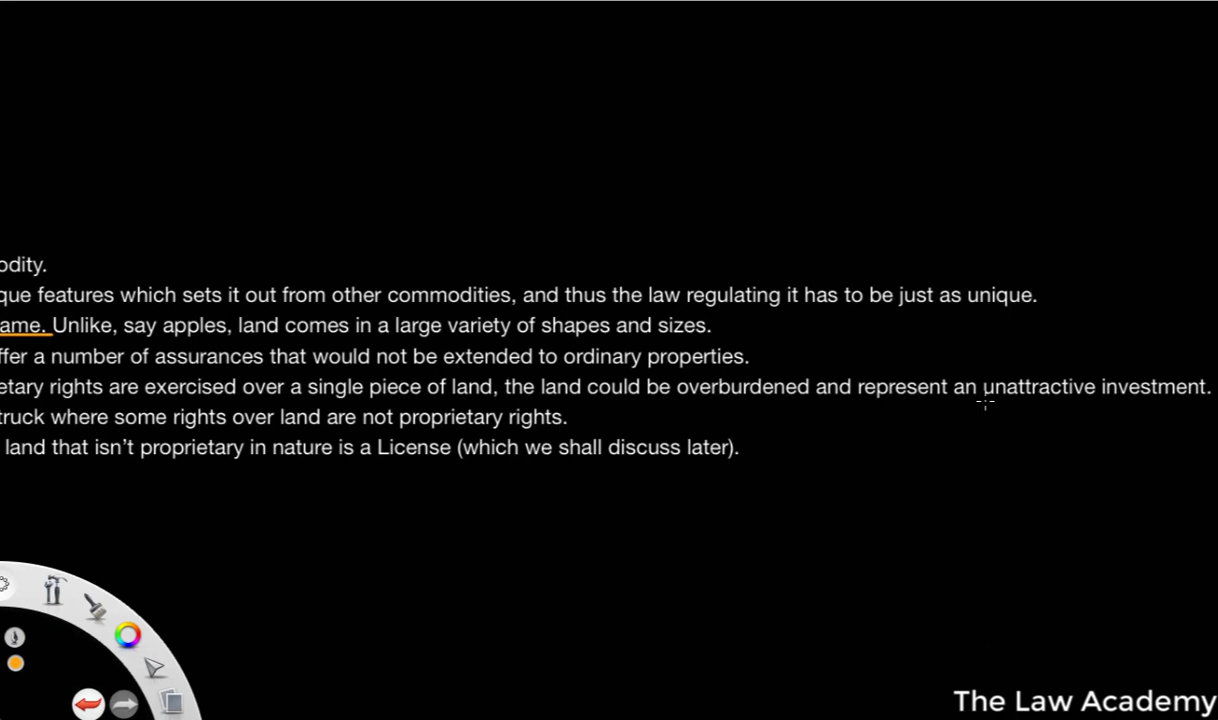 odity.
que features which sets it out from other commodities, and thus the law regulating it has to be just as unique.
ame. Unlike, say apples, land comes in a large variety of shapes and sizes.
ffer a number of assurances that would not be extended to ordinary properties.
etary rights are exercised over a single piece of land, the land could be overburdened and represent an unattractive investment.
truck where some rights over land are not proprietary rights.
land that isn’t proprietary in nature is a License (which we shall discuss later).
The Law Academy